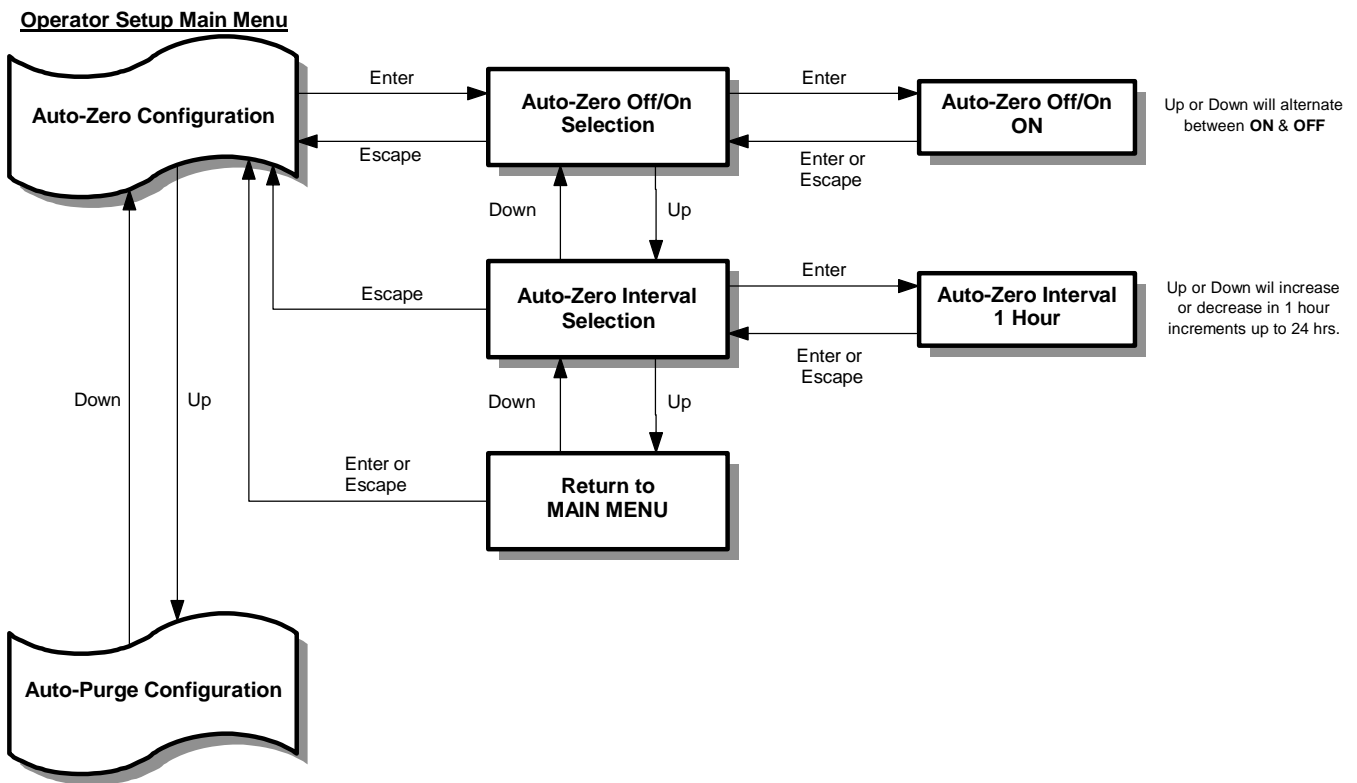 Operator Setup Main Menu
Auto-Zero Configuration
Enter
Escape
Auto-Zero Off/On
Selection
Enter
Enter or
Escape
Auto-Zero Off/On
ON
Up or Down will alternate
between ON & OFF
Down
Up
Escape
Auto-Zero Interval
Selection
Enter
Enter or
Escape
Auto-Zero Interval
1 Hour
Up or Down wil increase
or decrease in 1 hour
increments up to 24 hrs.
Down
Up
Down
Up
Enter or
Escape
Return to
MAIN MENU
Auto-Purge Configuration